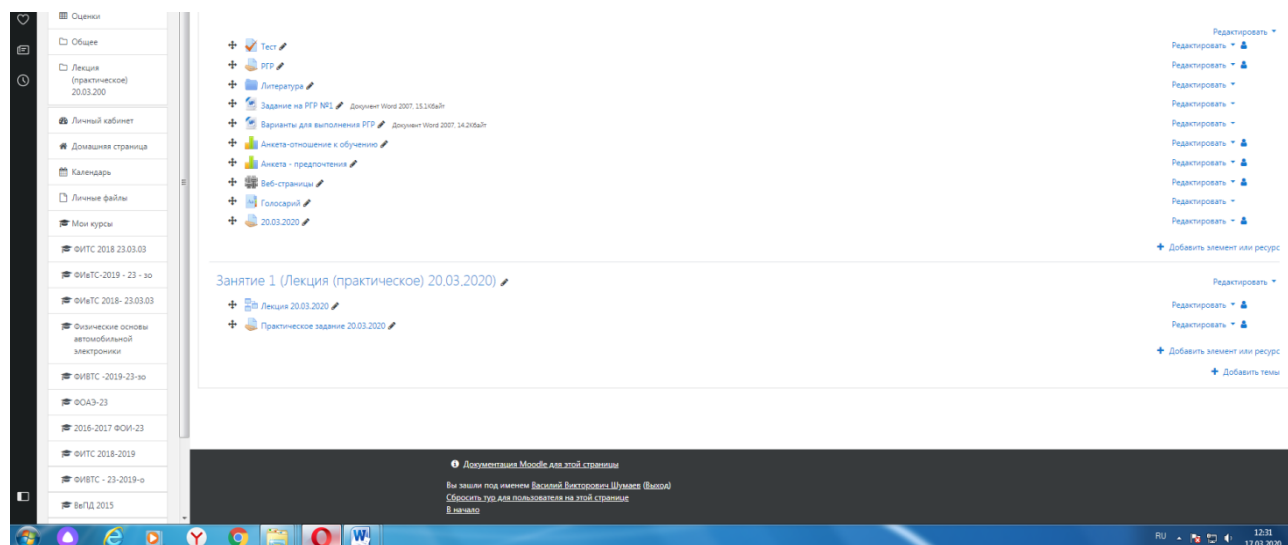 Оценки
Общее
Лекция
(практическое)
20.03.200
Личный кабинет
Домашняя страница
Календарь
Личные файлы
Мои курсы
ФИТС 2018 23.03.03
ФИвТС-2019 - 23 - зо
ФИвТС 2018- 23.03.03
Физические основы
автомобильной
электроники
ФИВТС -2019-23-зо
ФОАЭ-23
2016-2017 ФОИ-23
ФИТС 2018-2019
ФИВТС - 23-2019-о
ВвПД 2015
Редактировать
Тест Редактировать
РГР Редактировать
Литература Редактировать
Задание на РГР №1 Документ Word 2007, 15.1Кбайт Редактировать
Варианты для выполнения РГР Документ Word 2007, 14.2Кбайт Редактировать
Анкета-отношение к обучению Редактировать
Анкета - предпочтения Редактировать
Веб-страницы Редактировать
Голосарий Редактировать
20.03.2020 Редактировать
+ Добавить элемент или ресурс
Занятие 1 (Лекция (практическое) 20.03.2020) Редактировать
Лекция 20.03.2020 Редактировать
Практическое задание 20.03.2020 Редактировать
+ Добавить элемент или ресурс
+ Добавить темы
Документация Moodle для этой страницы
Вы зашли под именем Василий Викторович Шумаев (Выход)
Сбросить тур для пользователя на этой странице
В начало
RU 12:31
17.03.2020